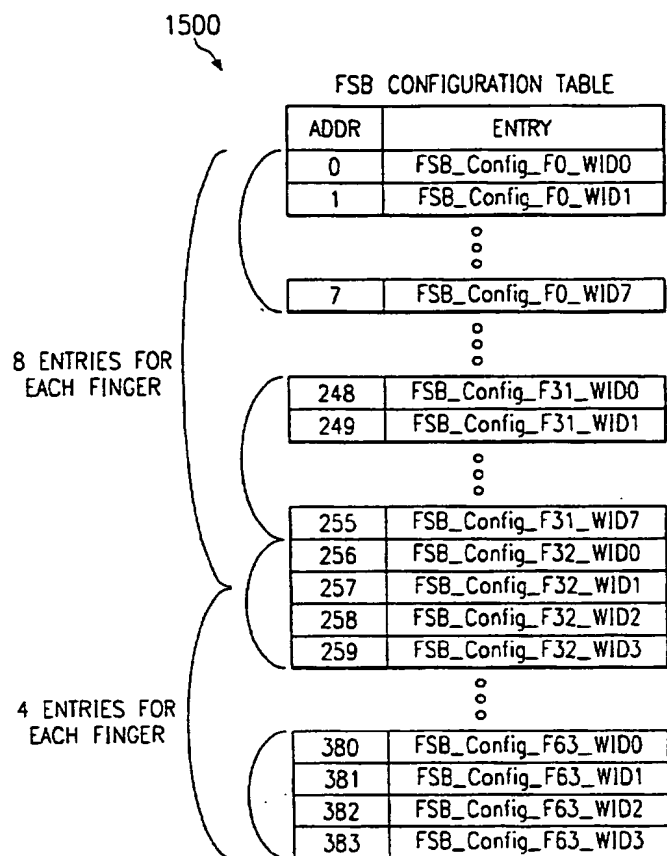 1500
FSB CONFIGURATION TABLE
ADDR ENTRY
0 FSB_Config_F0_WID0
1 FSB_Config_F0_WID1
7 FSB_Config_F0_WID7
8 ENTRIES FOR
EACH FINGER
248 FSB_Config_F31_WID0
249 FSB_Config_F31_WID1
255 FSB_Config_F31_WID7
256 FSB_Config_F32_WID0
257 FSB_Config_F32_WID1
258 FSB_Config_F32_WID2
259 FSB_Config_F32_WID3
4 ENTRIES FOR
EACH FINGER
380 FSB_Config_F63_WID0
381 FSB_Config_F63_WID1
382 FSB_Config_F63_WID2
383 FSB_Config_F63_WID3